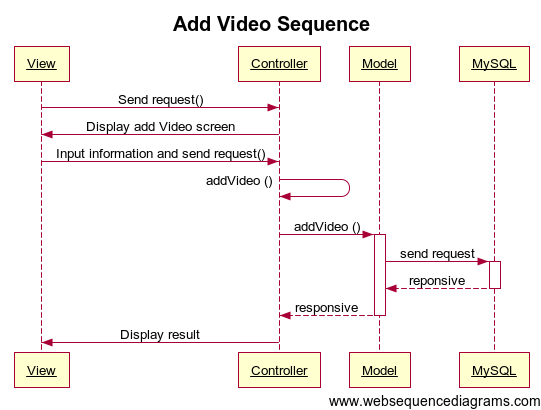 Add Video Sequence
View
Controller
Model
MySQL
Send request()
Display add Video screen
Input information and send request()
addVideo ()
addVideo ()
send request
reponsive
responsive
Display result
View
Controller
Model
MySQL
www.websequencediagrams.com